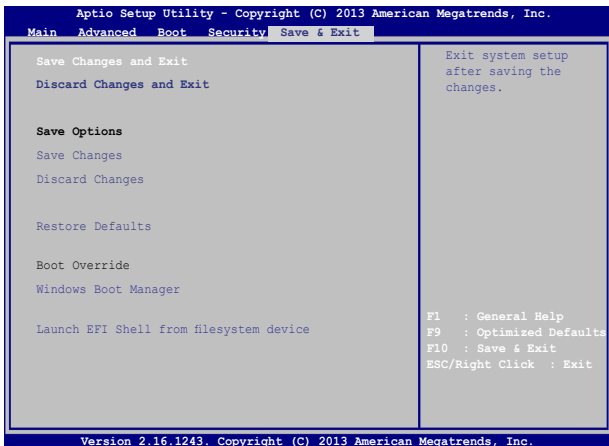 Aptio Setup Utility - Copyright (C) 2013 American Megatrends, Inc.
Main Advanced Boot Security Save & Exit
Save Changes and Exit
Discard Changes and Exit
Save Options
Save Changes
Discard Changes
Restore Defaults
Boot Override
Windows Boot Manager
Launch EFI Shell from filesystem device
Exit system setup
after saving the
changes.
F1 : General Help
F9 : Optimized Defaults
F10 : Save & Exit
ESC/Right Click : Exit
Version 2.16.1243. Copyright (C) 2013 American Megatrends, Inc.